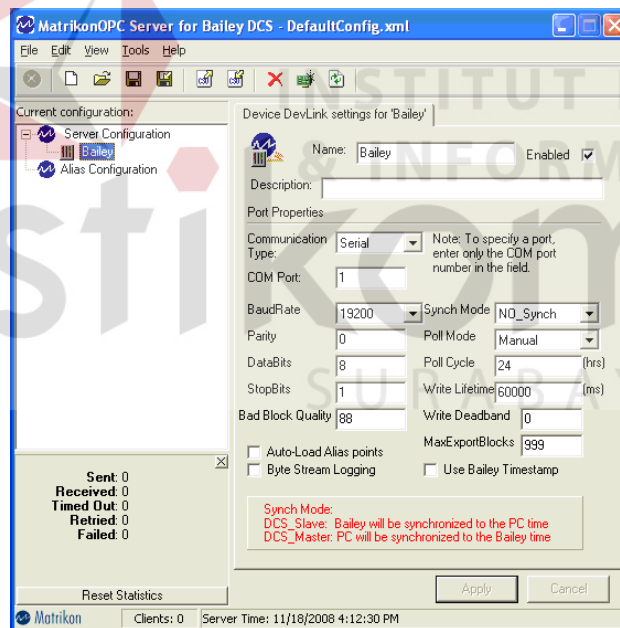 MatrikonOPC Server for Bailey DCS - DefaultConfig.xml
File Edit View Tools Help
Current configuration:
Server Configuration
Bailey
Alias Configuration
Device DevLink settings for 'Bailey'
Name: Bailey Enabled
Description:
Port Properties
Communication Type: Serial
Note: To specify a port, enter only the COM port number in the field.
COM Port: 1
BaudRate 19200 Synch Mode NO_Synch
Parity 0 Poll Mode Manual
DataBits 8 Poll Cycle 24 (hrs)
StopBits 1 Write Lifetime 60000 (ms)
Bad Block Quality 88 Write Deadband 0
MaxExportBlocks 999
Auto-Load Alias points
Byte Stream Logging Use Bailey Timestamp
Synch Mode:
DCS_Slave: Bailey will be synchronized to the PC time
DCS_Master: PC will be synchronized to the Bailey time
Sent: 0
Received: 0
Timed Out: 0
Retried: 0
Failed: 0
Reset Statistics
Apply Cancel
Matrikon Clients: 0 Server Time: 11/18/2008 4:12:30 PM
INSTITUT
& INFORM
stikom
SURABAY